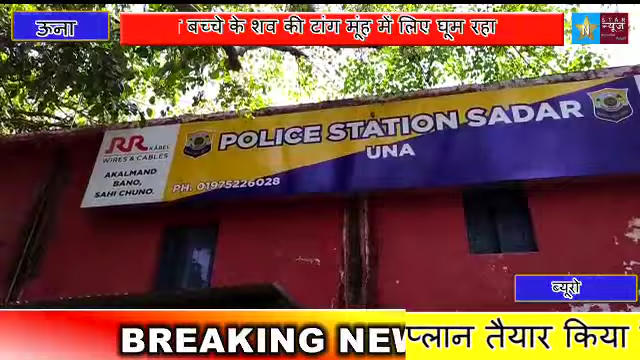 ऊना
बच्चे के शव की टांग मूंह में लिए घूम रहा
STAR
न्यूज
RR KABEL
WIRES & CABLES
AKALMAND
BANO,
SAHI CHUNO.
POLICE STATION SADAR
UNA
PH. 01975226028
ब्यूरो
BREAKING NEW
प्लान तैयार किया